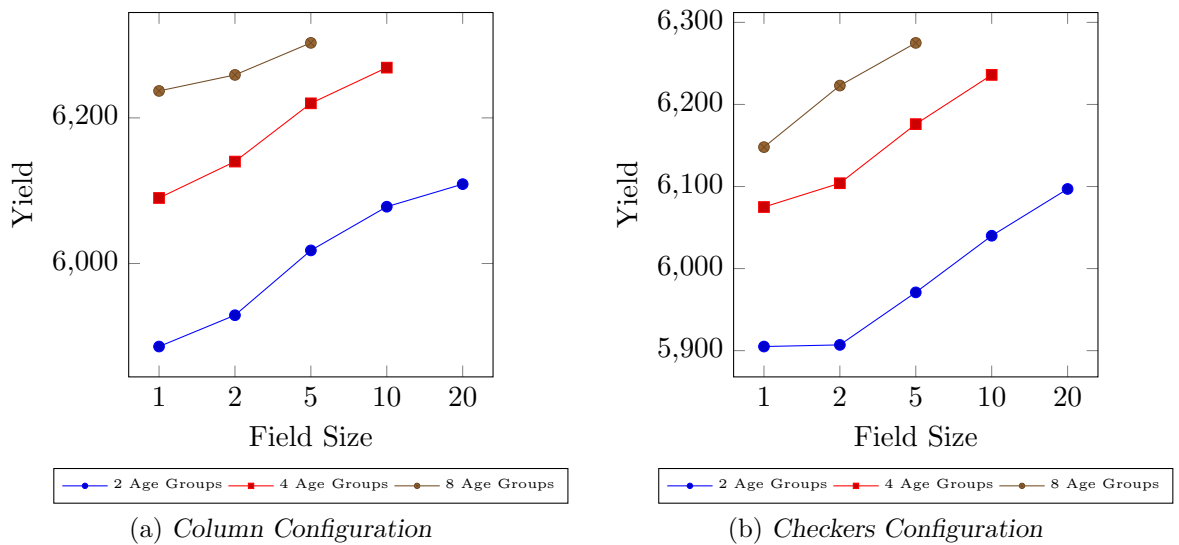 6,200
6,000
Yield
1 2 5 10 20
Field Size
2 Age Groups 4 Age Groups 8 Age Groups
(a) Column Configuration
6,300
6,200
6,100
6,000
5,900
Yield
1 2 5 10 20
Field Size
2 Age Groups 4 Age Groups 8 Age Groups
(b) Checkers Configuration